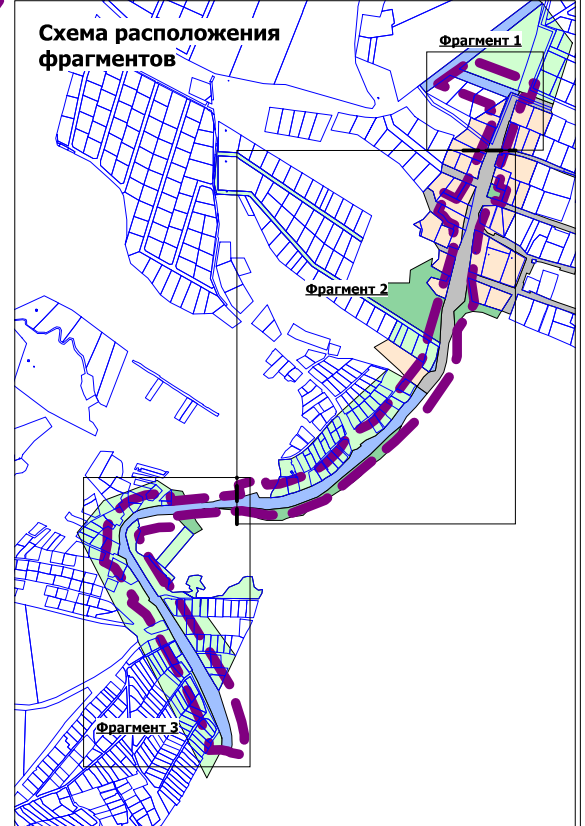 Схема расположения
фрагментов
Фрагмент 1
Фрагмент 2
Фрагмент 3